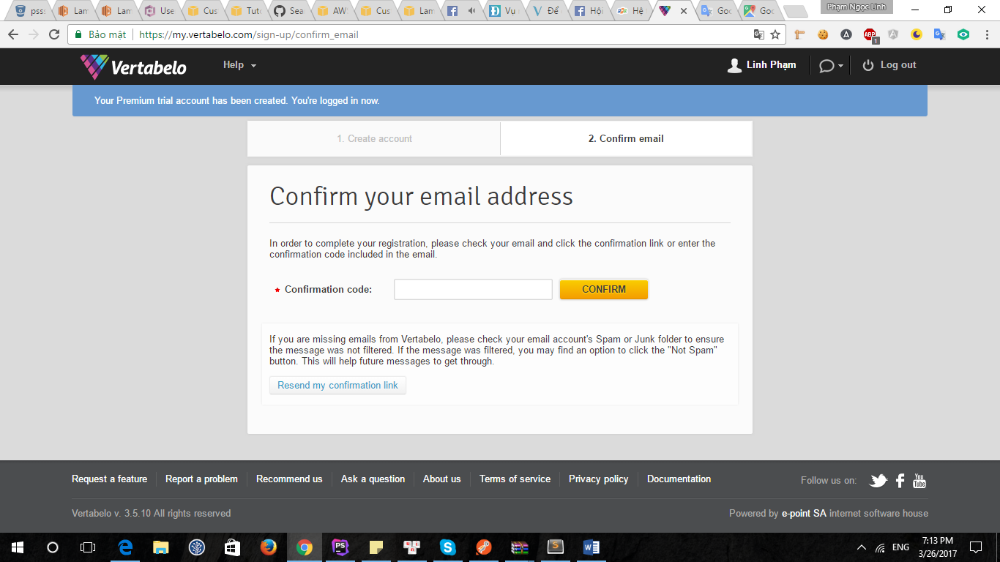 pss
Lam
Lam
Use
Cus
Tuto
Sea
AW
Cus
Lam
Vụ
Để
Hội
Hệ
Goo
Goo
Phạm Ngọc Linh
Bảo mật
https://my.vertabelo.com/sign-up/confirm_email
ABP
1
Vertabelo
Help
Linh Phạm
Log out
Your Premium trial account has been created. You're logged in now.
1. Create account
2. Confirm email
Confirm your email address
In order to complete your registration, please check your email and click the confirmation link or enter the
confirmation code included in the email.
* Confirmation code:
CONFIRM
If you are missing emails from Vertabelo, please check your email account's Spam or Junk folder to ensure
the message was not filtered. If the message was filtered, you may find an option to click the "Not Spam"
button. This will help future messages to get through.
Resend my confirmation link
Request a feature
Report a problem
Recommend us
Ask a question
About us
Terms of service
Privacy policy
Documentation
Follow us on:
You Tube
Vertabelo v. 3.5.10 All rights reserved
Powered by e-point SA internet software house
PS
ENG
7:13 PM
3/26/2017